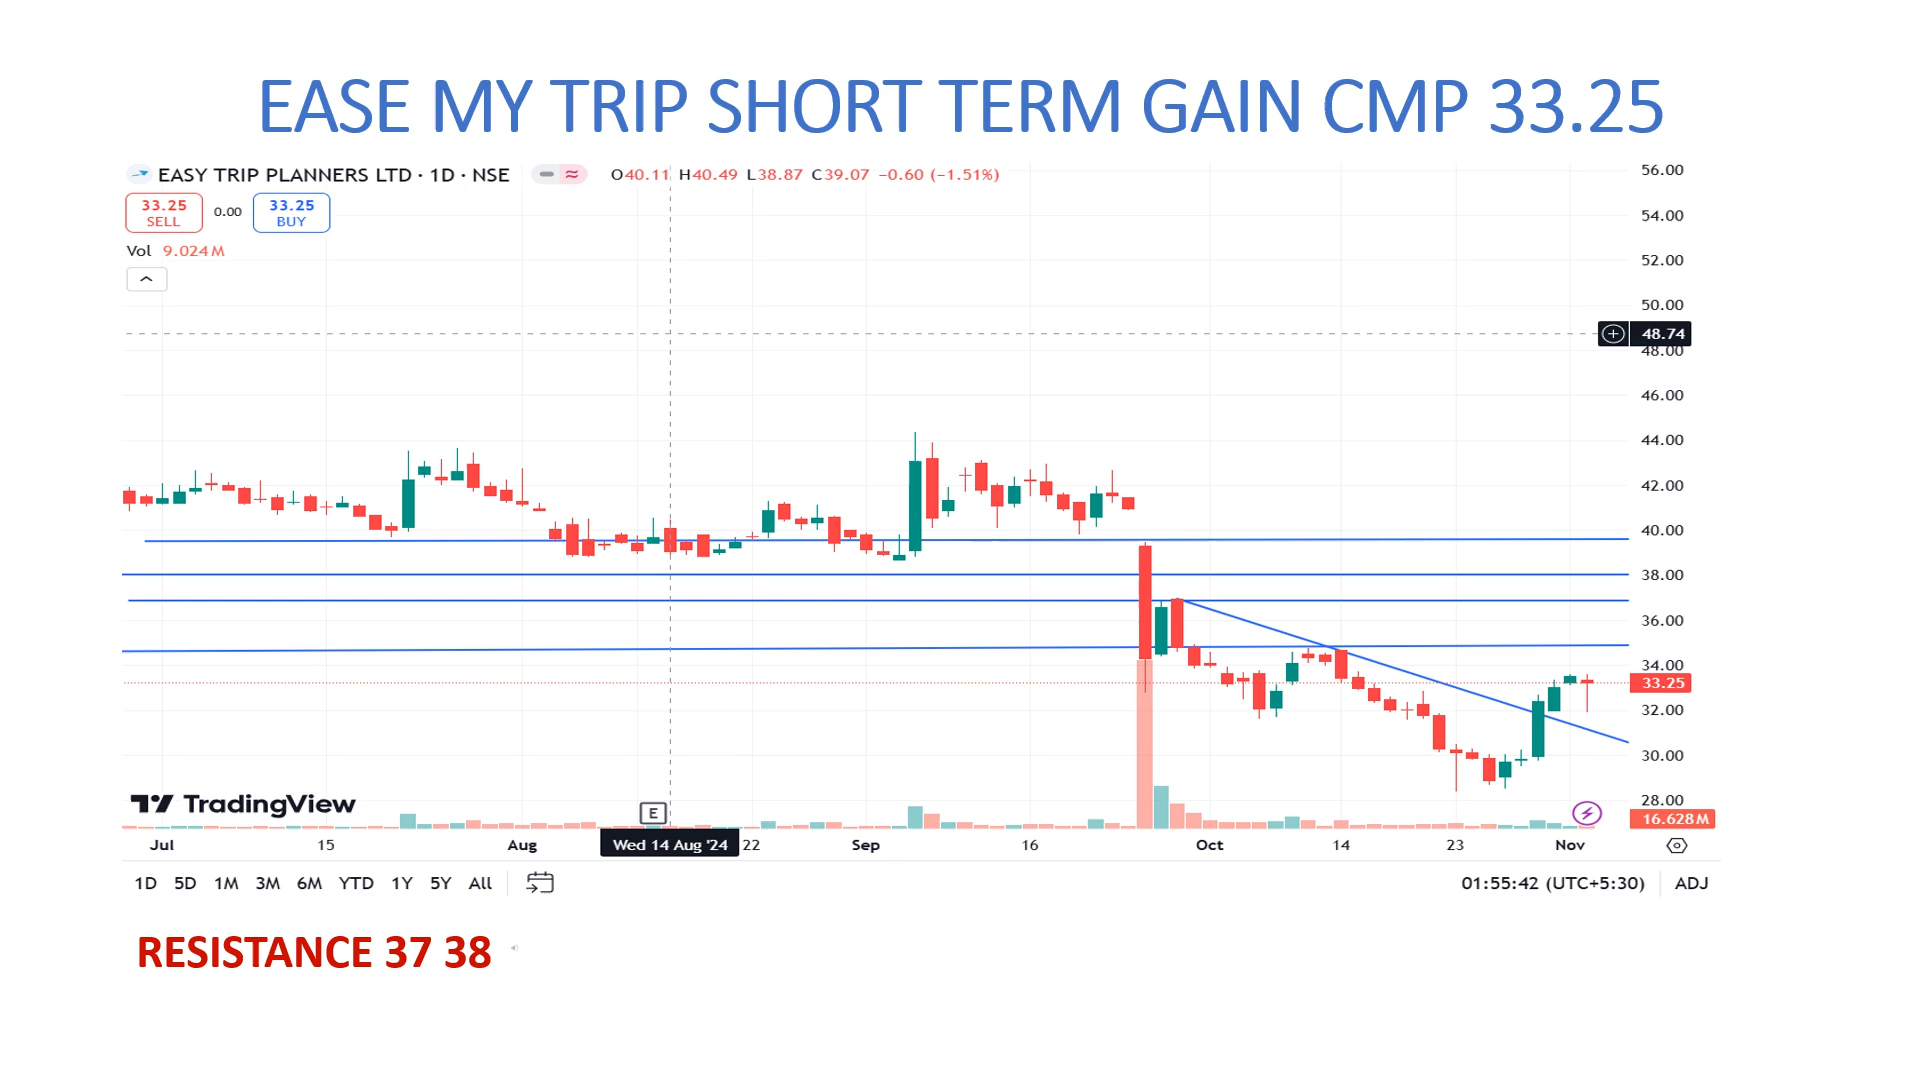 EASE MY TRIP SHORT TERM GAIN CMP 33.25
EASY TRIP PLANNERS LTD · 1D · NSE O40.11 H40.49 L38.87 C39.07 −0.60 (−1.51%)
33.25 SELL 0.00 33.25 BUY
Vol 9.024M
56.00
54.00
52.00
50.00
48.74
48.00
46.00
44.00
42.00
40.00
38.00
36.00
34.00
33.25
32.00
30.00
28.00
16.628M
TradingView
E
Jul 15 Aug Wed 14 Aug '24 22 Sep 16 Oct 14 23 Nov
1D 5D 1M 3M 6M YTD 1Y 5Y All 01:55:42 (UTC+5:30) ADJ
RESISTANCE 37 38